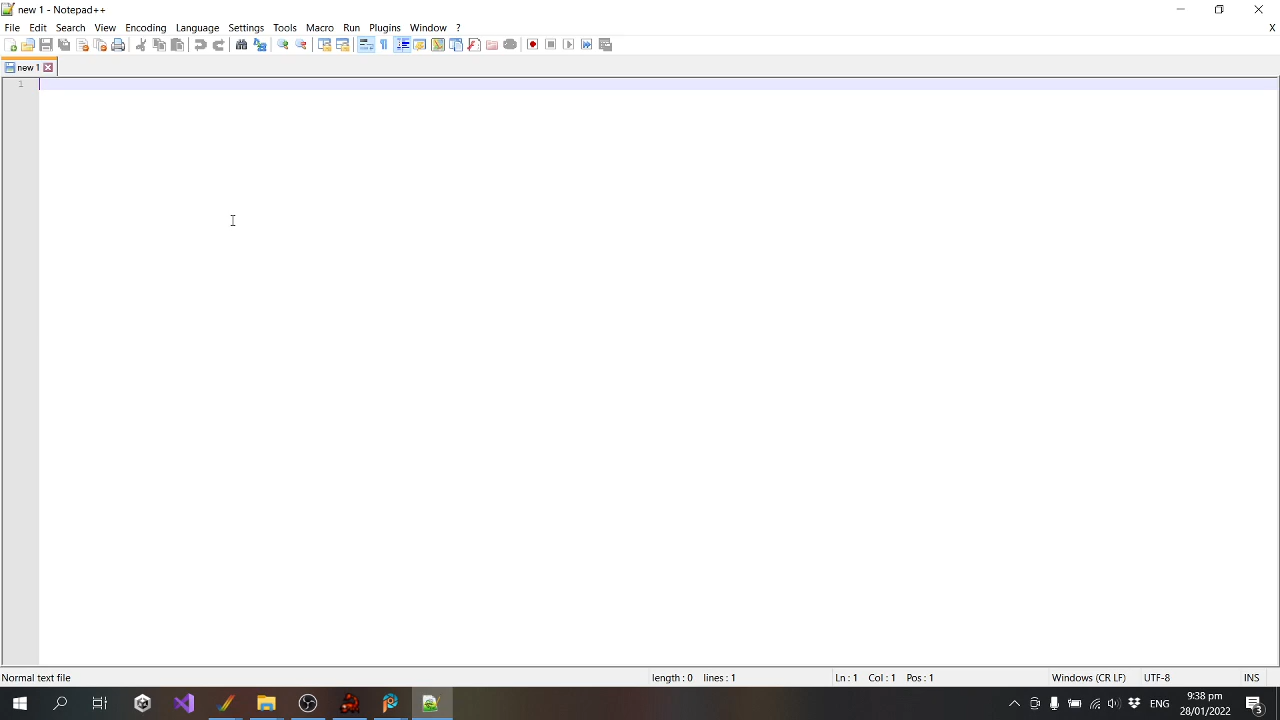 new 1 - Notepad++
File Edit Search View Encoding Language Settings Tools Macro Run Plugins Window ? X
new 1
1
Normal text file length : 0 lines : 1 Ln : 1 Col : 1 Pos : 1 Windows (CR LF) UTF-8 INS
ENG 9:38 pm
28/01/2022 3